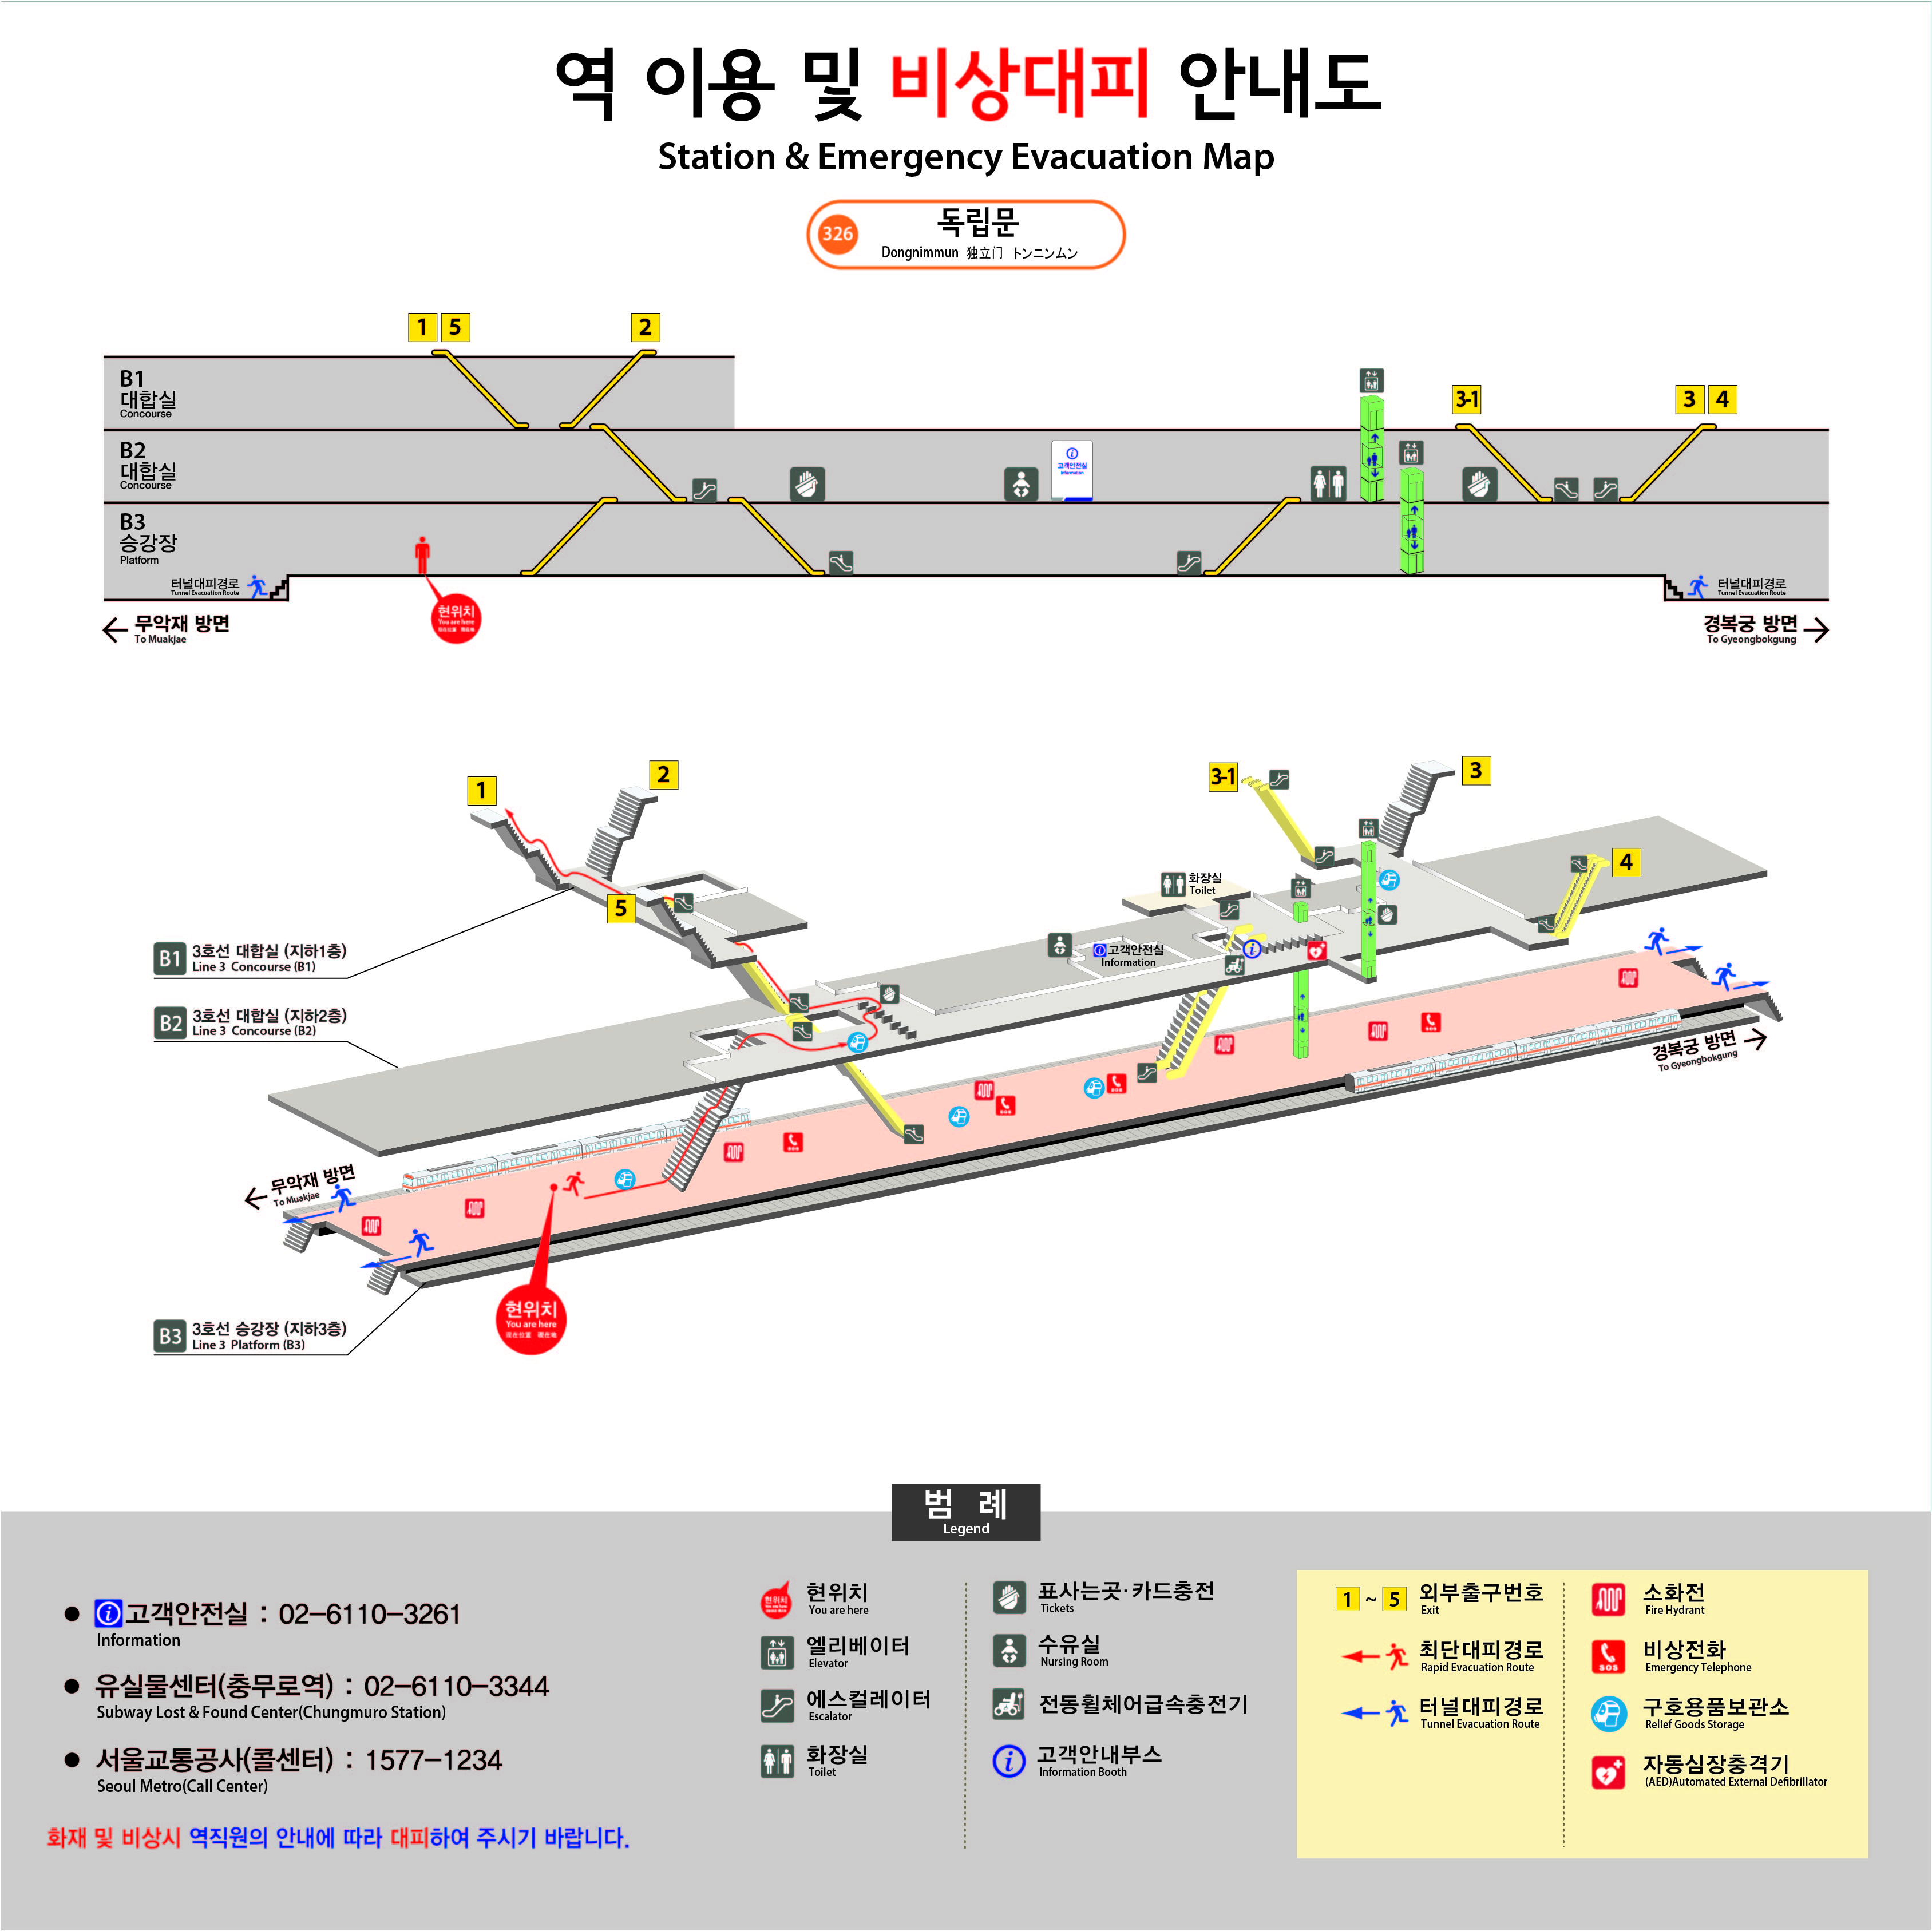 역 이용 및 비상대피 안내도
Station & Emergency Evacuation Map
326
독립문
Dongnimmun 独立门 トンニンムン
1 5
2
B1
대합실
Concourse
3-1
3 4
B2
대합실
Concourse
고객안전실
Information
B3
승강장
Platform
터널대피경로
Tunnel Evacuation Route
터널대피경로
Tunnel Evacuation Route
현위치
You are here
무악재 방면
To Muakjae
경복궁 방면
To Gyeongbokgung
1
2
3-1
3
4
5
화장실
Toilet
고객안전실
Information
B1 3호선 대합실 (지하1층)
Line 3 Concourse (B1)
B2 3호선 대합실 (지하2층)
Line 3 Concourse (B2)
SOS
SOS
SOS
SOS
경복궁 방면
To Gyeongbokgung
무악재 방면
To Muakjae
현위치
You are here
B3 3호선 승강장 (지하3층)
Line 3 Platform (B3)
범 례
Legend
고객안전실 : 02-6110-3261
Information
유실물센터(충무로역) : 02-6110-3344
Subway Lost & Found Center(Chungmuro Station)
서울교통공사(콜센터) : 1577-1234
Seoul Metro(Call Center)
화재 및 비상시 역직원의 안내에 따라 대피하여 주시기 바랍니다.
현위치
현위치
You are here
엘리베이터
Elevator
에스컬레이터
Escalator
화장실
Toilet
표사는곳·카드충전
Tickets
수유실
Nursing Room
전동휠체어급속충전기
고객안내부스
Information Booth
1 ~ 5 외부출구번호
Exit
최단대피경로
Rapid Evacuation Route
터널대피경로
Tunnel Evacuation Route
소화전
Fire Hydrant
SOS
비상전화
Emergency Telephone
구호용품보관소
Relief Goods Storage
자동심장충격기
(AED)Automated External Defibrillator